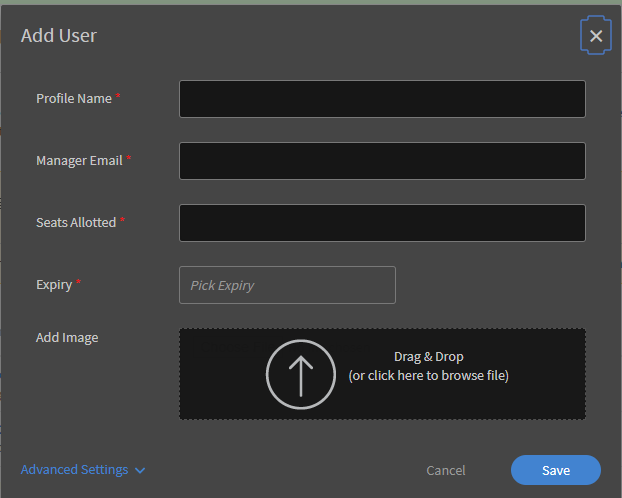 Add User
Profile Name *
Manager Email *
Seats Allotted *
Expiry *
Pick Expiry
Add Image
Drag & Drop
(or click here to browse file)
Advanced Settings
Cancel
Save